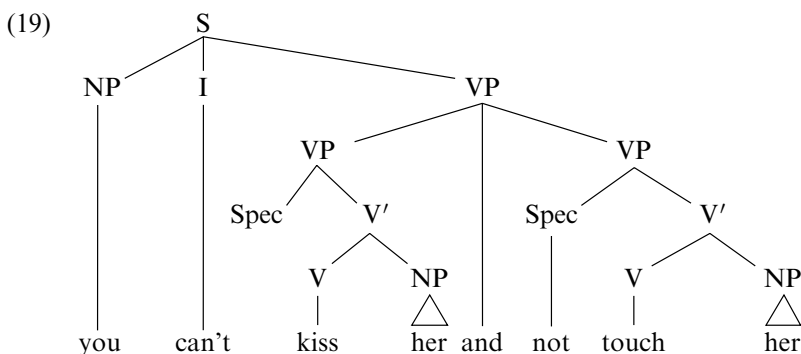 (19) S
NP I VP
VP VP
Spec V′ Spec V′
V NP V NP
you can't kiss her and not touch her